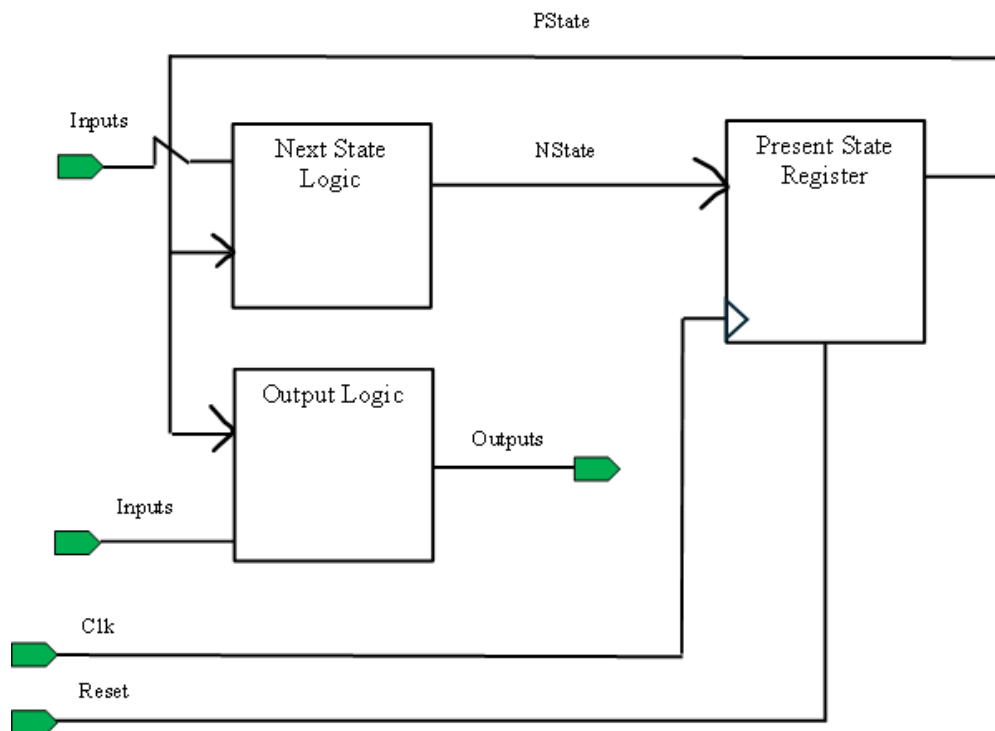 PState
Inputs
Next State
Logic
NState
Present State
Register
Output Logic
Outputs
Inputs
Clk
Reset